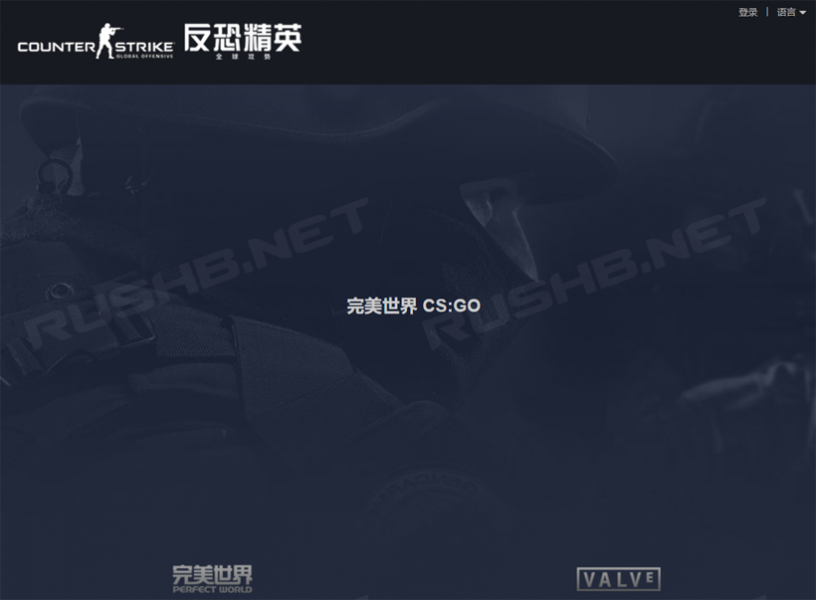 登录 | 语言
COUNTER STRIKE 反恐精英
GLOBAL OFFENSIVE 全球攻势
RUSHB.NET RUSHB.NET
完美世界 CS:GO
完美世界 VALVE
PERFECT WORLD